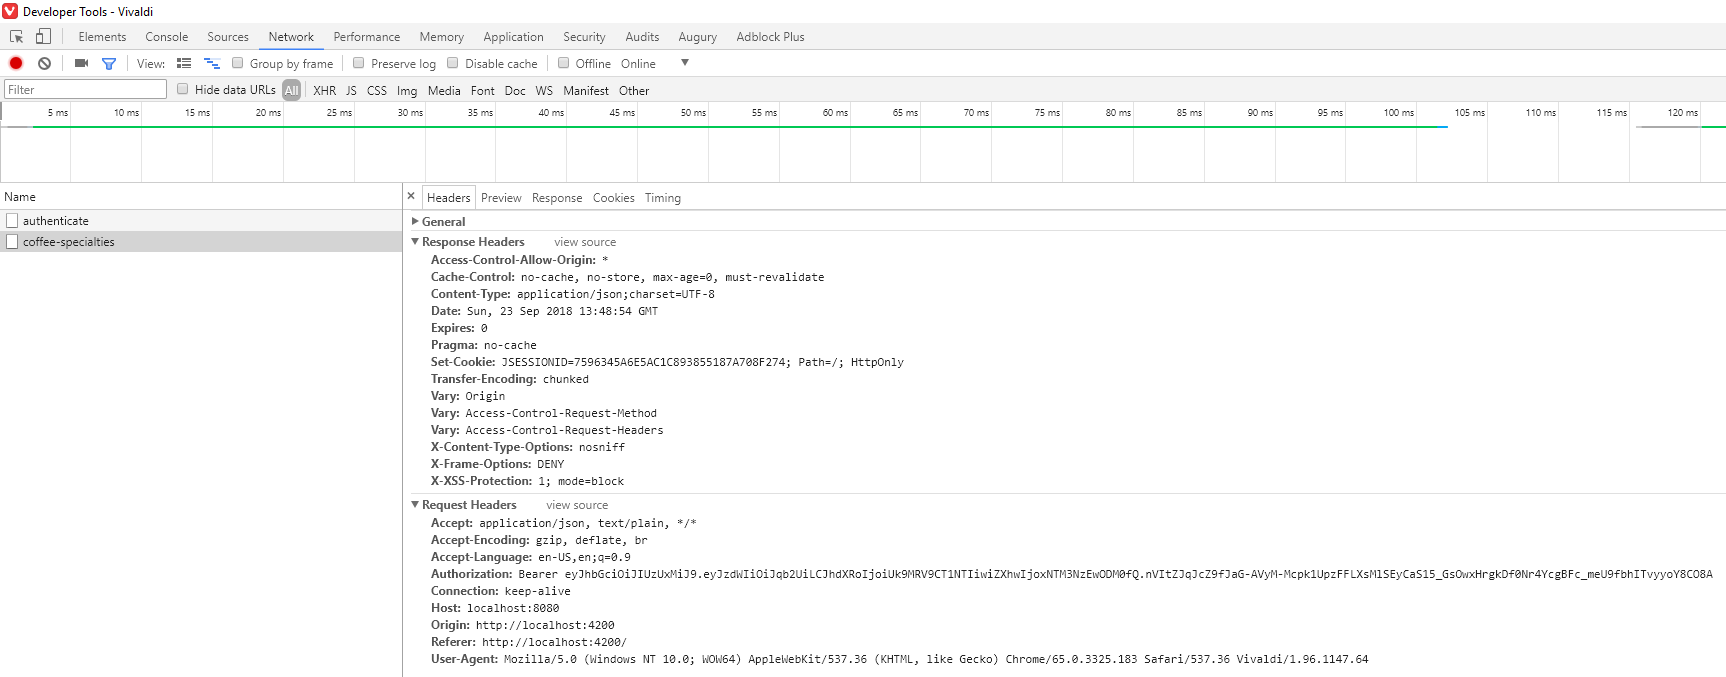 Developer Tools - Vivaldi
Elements Console Sources Network Performance Memory Application Security Audits Augury Adblock Plus
View: Group by frame Preserve log Disable cache Offline Online
Filter Hide data URLs All XHR JS CSS Img Media Font Doc WS Manifest Other
5 ms 10 ms 15 ms 20 ms 25 ms 30 ms 35 ms 40 ms 45 ms 50 ms 55 ms 60 ms 65 ms 70 ms 75 ms 80 ms 85 ms 90 ms 95 ms 100 ms 105 ms 110 ms 115 ms 120 ms
Name
authenticate
coffee-specialties
Headers Preview Response Cookies Timing
General
Response Headers view source
Access-Control-Allow-Origin: *
Cache-Control: no-cache, no-store, max-age=0, must-revalidate
Content-Type: application/json;charset=UTF-8
Date: Sun, 23 Sep 2018 13:48:54 GMT
Expires: 0
Pragma: no-cache
Set-Cookie: JSESSIONID=7596345A6E5AC1C893855187A708F274; Path=/; HttpOnly
Transfer-Encoding: chunked
Vary: Origin
Vary: Access-Control-Request-Method
Vary: Access-Control-Request-Headers
X-Content-Type-Options: nosniff
X-Frame-Options: DENY
X-XSS-Protection: 1; mode=block
Request Headers view source
Accept: application/json, text/plain, */*
Accept-Encoding: gzip, deflate, br
Accept-Language: en-US,en;q=0.9
Authorization: Bearer eyJhbGciOiJIUzUxMiJ9.eyJzdWIiOiJqb2UiLCJhdXRoIjoiUk9MRV9CT1NTIiwiZXhwIjoxNTM3NzEwODM0fQ.nVItZJqJcZ9fJaG-AVyM-Mcpk1UpzFFLXsMlSEyCaS15_GsOwxHrgkDf0Nr4YcgBFc_meU9fbhITvyyoY8CO8A
Connection: keep-alive
Host: localhost:8080
Origin: http://localhost:4200
Referer: http://localhost:4200/
User-Agent: Mozilla/5.0 (Windows NT 10.0; WOW64) AppleWebKit/537.36 (KHTML, like Gecko) Chrome/65.0.3325.183 Safari/537.36 Vivaldi/1.96.1147.64